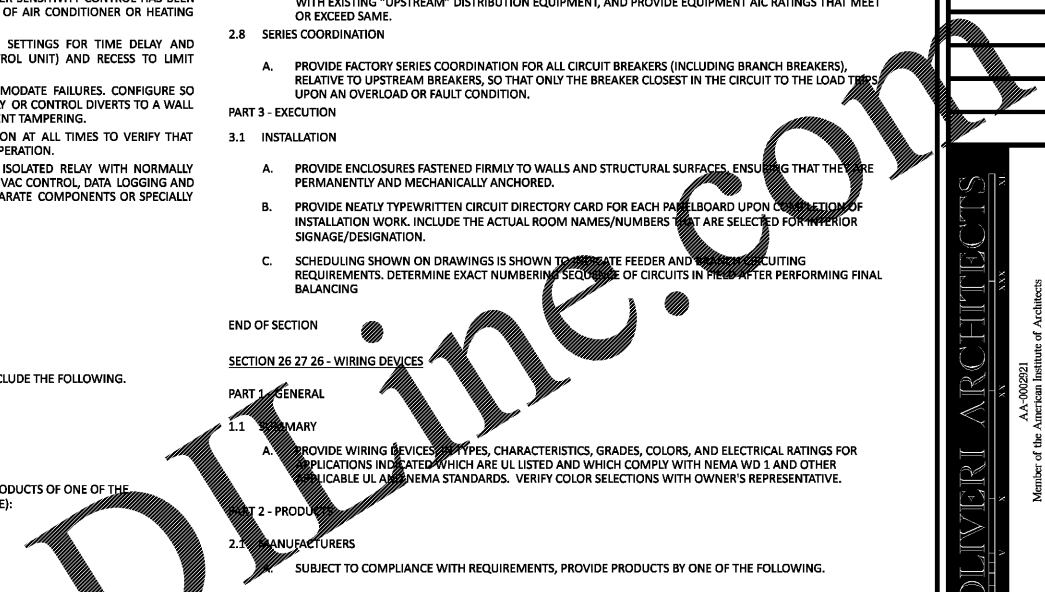 ER SENSITIVITY CONTROL HAS BEEN
OF AIR CONDITIONER OR HEATING
SETTINGS FOR TIME DELAY AND
TROL UNIT) AND RECESS TO LIMIT
MODATE FAILURES. CONFIGURE SO
Y OR CONTROL DIVERTS TO A WALL
ENT TAMPERING.
ON AT ALL TIMES TO VERIFY THAT
PERATION.
ISOLATED RELAY WITH NORMALLY
VAC CONTROL, DATA LOGGING AND
ARATE COMPONENTS OR SPECIALLY
CLUDE THE FOLLOWING.
ODUCTS OF ONE OF THE
E):
WITH EXISTING "UPSTREAM" DISTRIBUTION EQUIPMENT, AND PROVIDE EQUIPMENT AIC RATINGS THAT MEET
OR EXCEED SAME.
2.8 SERIES COORDINATION
A. PROVIDE FACTORY SERIES COORDINATION FOR ALL CIRCUIT BREAKERS (INCLUDING BRANCH BREAKERS),
RELATIVE TO UPSTREAM BREAKERS, SO THAT ONLY THE BREAKER CLOSEST IN THE CIRCUIT TO THE LOAD TRIPS
UPON AN OVERLOAD OR FAULT CONDITION.
PART 3 - EXECUTION
3.1 INSTALLATION
A. PROVIDE ENCLOSURES FASTENED FIRMLY TO WALLS AND STRUCTURAL SURFACES, ENSURING THAT THEY ARE
PERMANENTLY AND MECHANICALLY ANCHORED.
B. PROVIDE NEATLY TYPEWRITTEN CIRCUIT DIRECTORY CARD FOR EACH PANELBOARD UPON COMPLETION OF
INSTALLATION WORK. INCLUDE THE ACTUAL ROOM NAMES/NUMBERS THAT ARE SELECTED FOR INTERIOR
SIGNAGE/DESIGNATION.
C. SCHEDULING SHOWN ON DRAWINGS IS SHOWN TO INDICATE FEEDER AND BRANCH CIRCUITING
REQUIREMENTS. DETERMINE EXACT NUMBERING SEQUENCE OF CIRCUITS IN FIELD AFTER PERFORMING FINAL
BALANCING
END OF SECTION
SECTION 26 27 26 - WIRING DEVICES
PART 1 - GENERAL
1.1 SUMMARY
A. PROVIDE WIRING DEVICES, IN TYPES, CHARACTERISTICS, GRADES, COLORS, AND ELECTRICAL RATINGS FOR
APPLICATIONS INDICATED WHICH ARE UL LISTED AND WHICH COMPLY WITH NEMA WD 1 AND OTHER
APPLICABLE UL AND NEMA STANDARDS. VERIFY COLOR SELECTIONS WITH OWNER'S REPRESENTATIVE.
PART 2 - PRODUCTS
2.1 MANUFACTURERS
A. SUBJECT TO COMPLIANCE WITH REQUIREMENTS, PROVIDE PRODUCTS BY ONE OF THE FOLLOWING.
DLine.com
OLIVERI ARCHITECTS
V X XX XXX XI
AA-0002921
Member of the American Institute of Architects